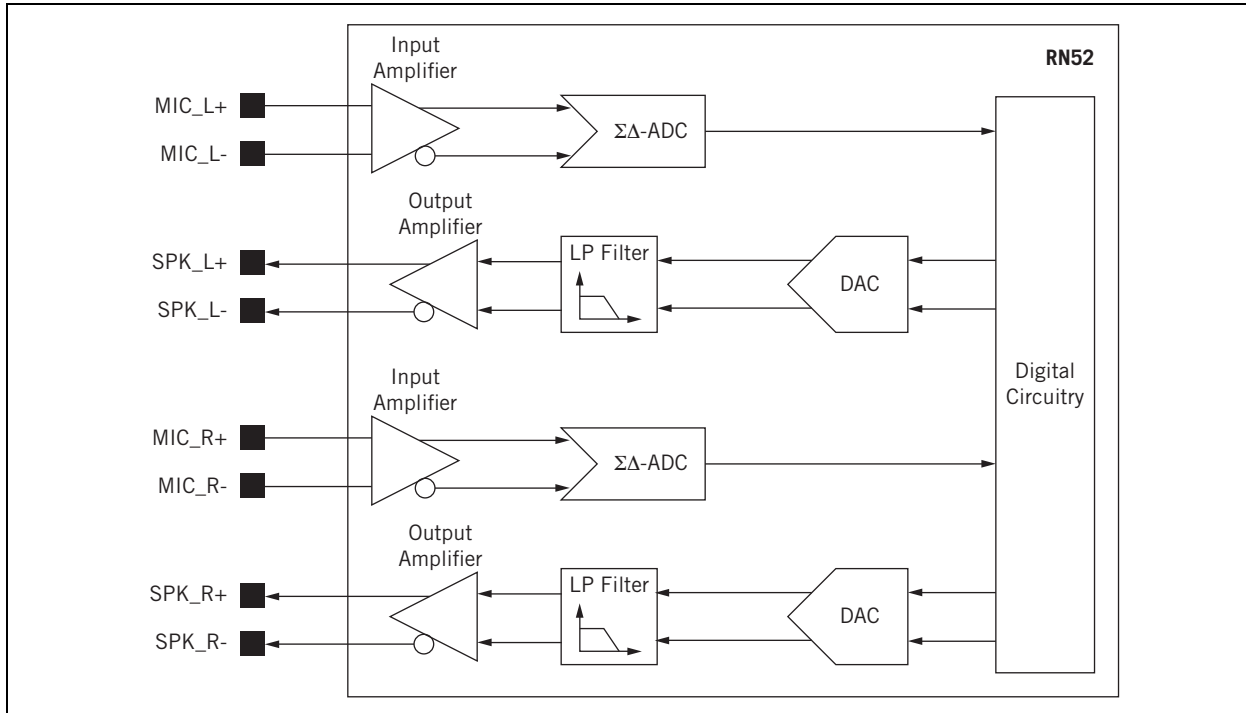 RN52
Input
Amplifier
MIC_L+
MIC_L-
ΣΔ-ADC
Output
Amplifier
SPK_L+
SPK_L-
LP Filter
DAC
Digital
Circuitry
Input
Amplifier
MIC_R+
MIC_R-
ΣΔ-ADC
Output
Amplifier
SPK_R+
SPK_R-
LP Filter
DAC